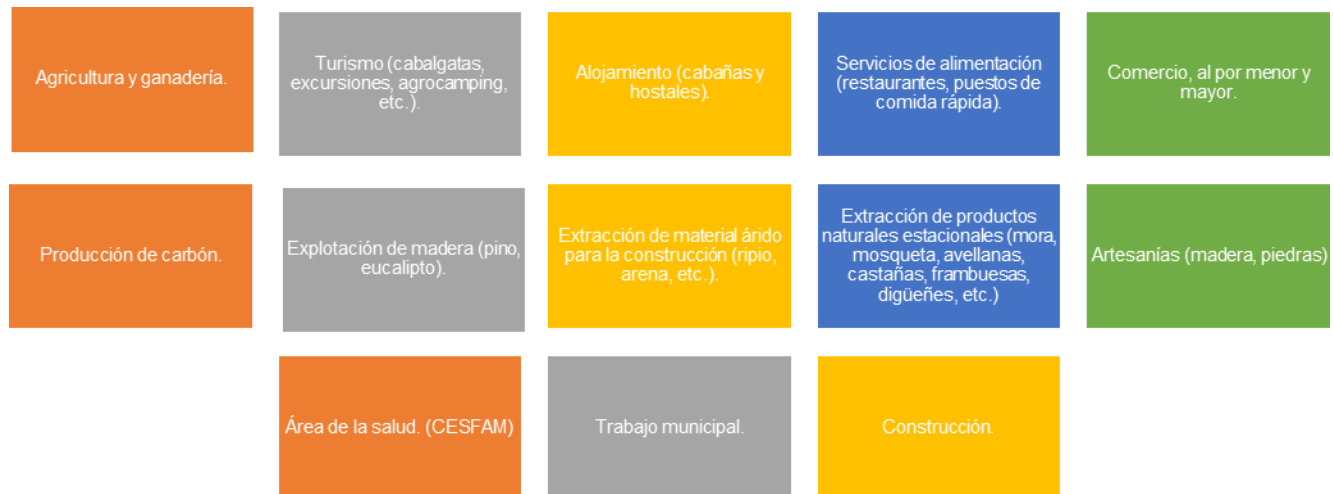 Agricultura y ganadería.
Turismo (cabalgatas,
excursiones, agrocamping,
etc.).
Alojamiento (cabañas y
hostales).
Servicios de alimentación
(restaurantes, puestos de
comida rápida).
Comercio, al por menor y
mayor.
Producción de carbón.
Explotación de madera (pino,
eucalipto).
Extracción de material árido
para la construcción (ripio,
arena, etc.).
Extracción de productos
naturales estacionales (mora,
mosqueta, avellanas,
castañas, frambuesas,
digüeñes, etc.)
Artesanías (madera, piedras)
Área de la salud. (CESFAM)
Trabajo municipal.
Construcción.